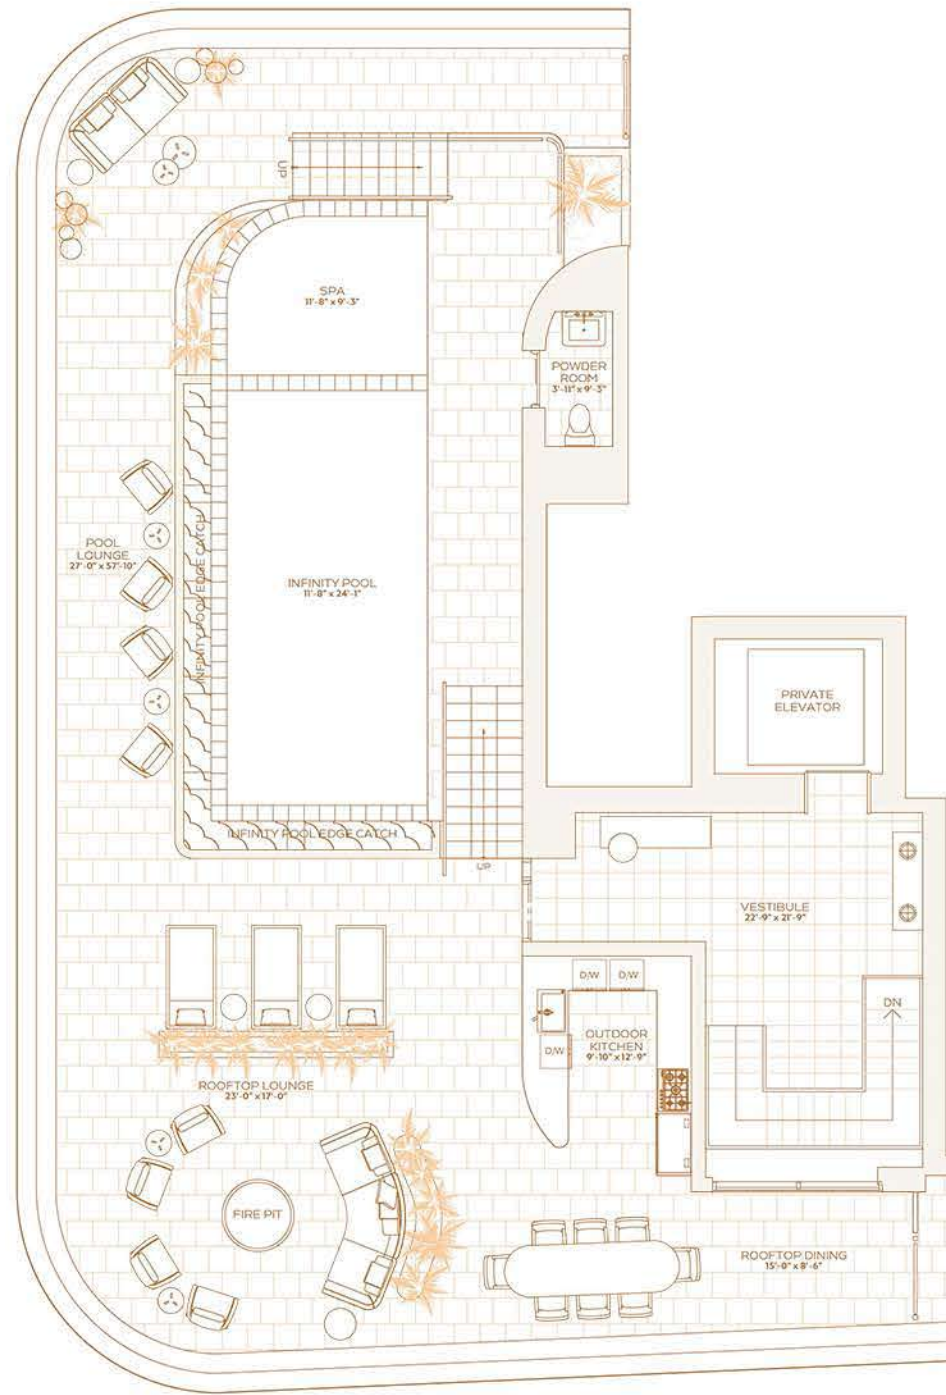 UP
SPA
11'-8" x 9'-3"
POWDER
ROOM
3'-11" x 9'-3"
POOL
LOUNGE
27'-0" x 57'-10"
INFINITY POOL EDGE CATCH
INFINITY POOL
11'-8" x 24'-1"
PRIVATE
ELEVATOR
INFINITY POOL EDGE CATCH
UP
VESTIBULE
22'-9" x 21'-9"
D/W
D/W
DN
D/W
OUTDOOR
KITCHEN
9'-10" x 12'-9"
ROOFTOP LOUNGE
23'-0" x 17'-0"
FIRE PIT
ROOFTOP DINING
15'-0" x 8'-6"